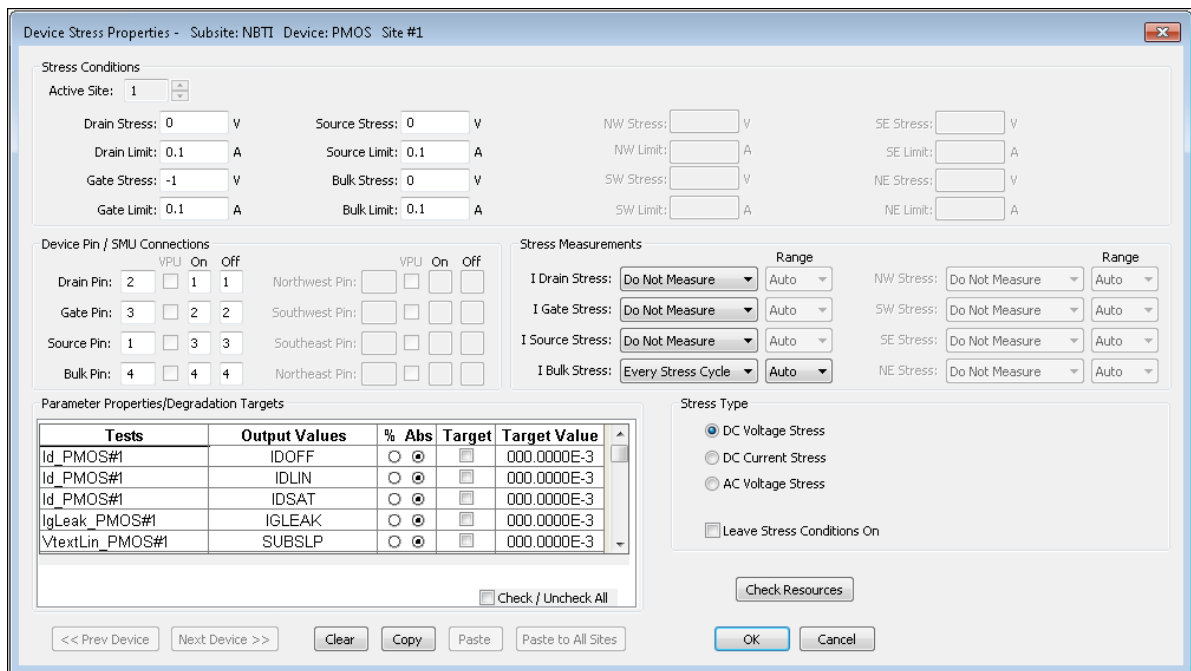 Device Stress Properties -  Subsite: NBTI  Device: PMOS  Site #1
Stress Conditions
Active Site: 1
Drain Stress: 0 V Source Stress: 0 V NW Stress: V SE Stress: V
Drain Limit: 0.1 A Source Limit: 0.1 A NW Limit: A SE Limit: A
Gate Stress: -1 V Bulk Stress: 0 V SW Stress: V NE Stress: V
Gate Limit: 0.1 A Bulk Limit: 0.1 A SW Limit: A NE Limit: A
Device Pin / SMU Connections
VPU On Off VPU On Off
Drain Pin: 2 1 1 Northwest Pin:
Gate Pin: 3 2 2 Southwest Pin:
Source Pin: 1 3 3 Southeast Pin:
Bulk Pin: 4 4 4 Northeast Pin:
Stress Measurements
Range Range
I Drain Stress: Do Not Measure Auto NW Stress: Do Not Measure Auto
I Gate Stress: Do Not Measure Auto SW Stress: Do Not Measure Auto
I Source Stress: Do Not Measure Auto SE Stress: Do Not Measure Auto
I Bulk Stress: Every Stress Cycle Auto NE Stress: Do Not Measure Auto
Parameter Properties/Degradation Targets
Tests Output Values % Abs Target Target Value
Id_PMOS#1 IDOFF 000.0000E-3
Id_PMOS#1 IDLIN 000.0000E-3
Id_PMOS#1 IDSAT 000.0000E-3
IgLeak_PMOS#1 IGLEAK 000.0000E-3
VtextLin_PMOS#1 SUBSLP 000.0000E-3
Check / Uncheck All
Stress Type
DC Voltage Stress
DC Current Stress
AC Voltage Stress
Leave Stress Conditions On
Check Resources
<< Prev Device Next Device >> Clear Copy Paste Paste to All Sites OK Cancel